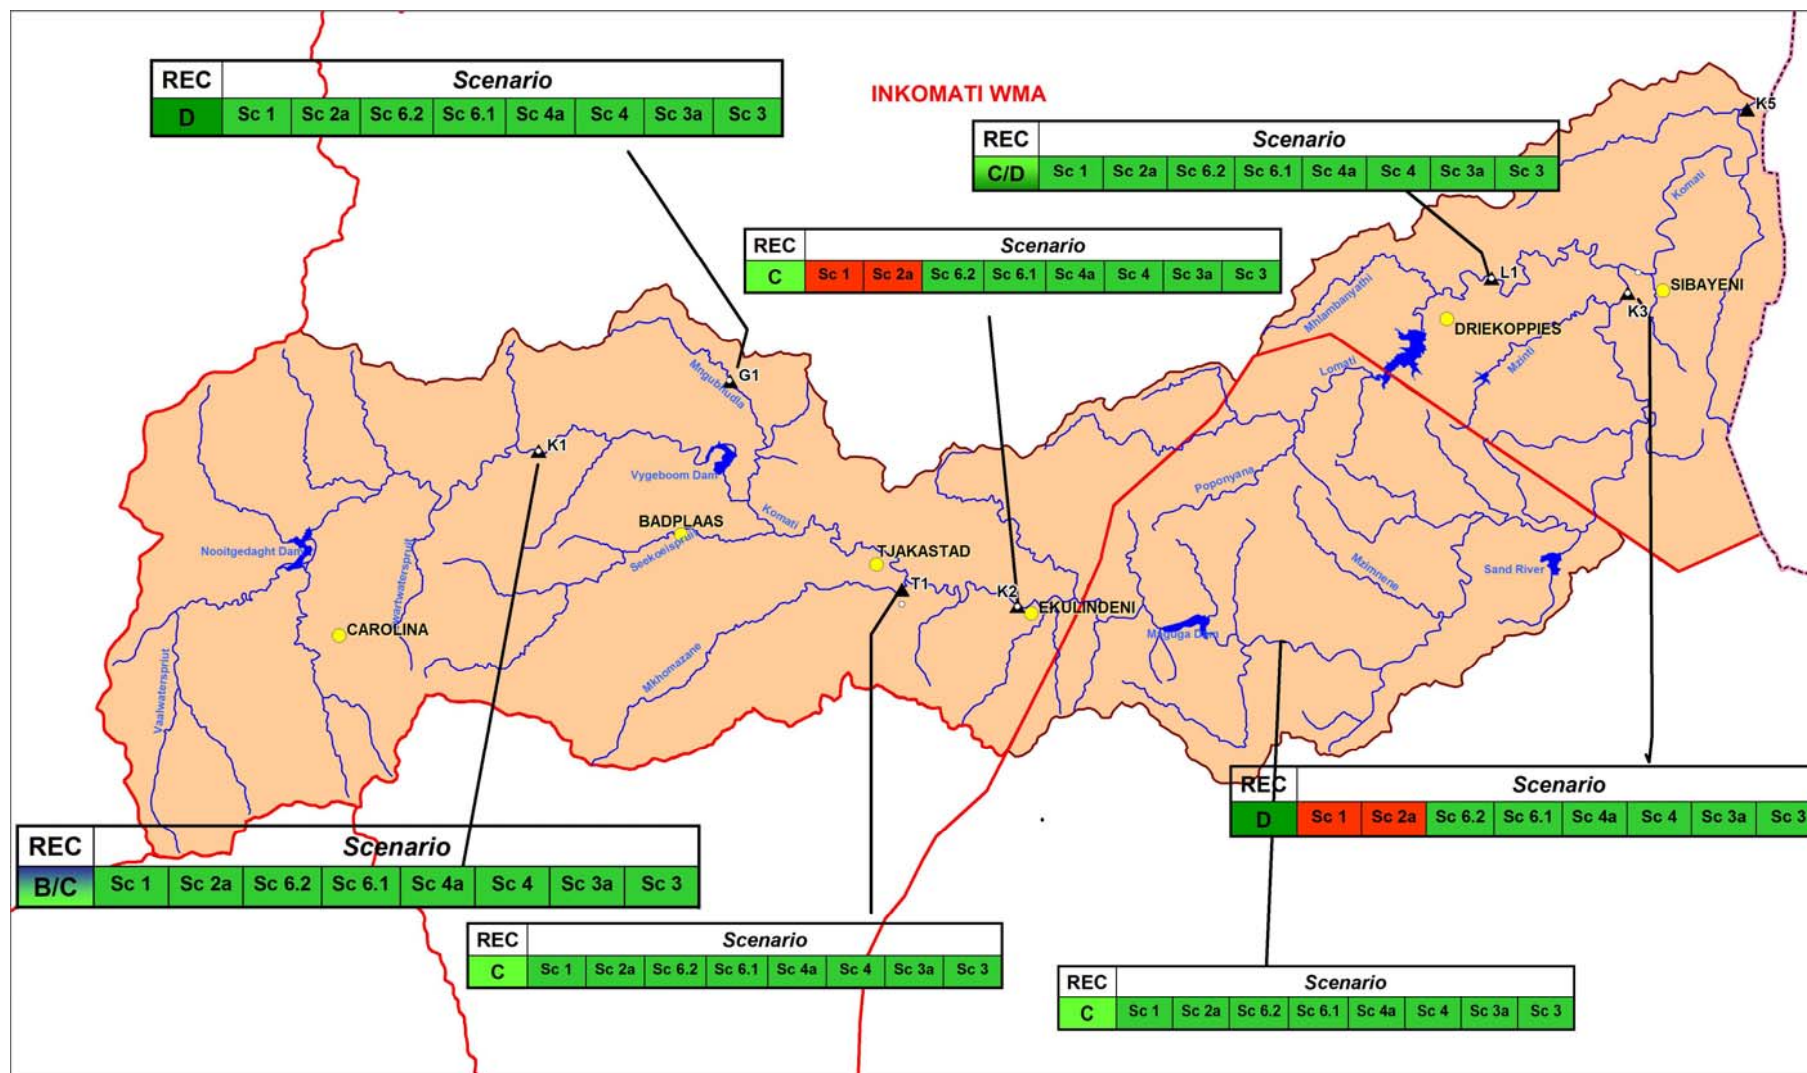 REC Scenario
D Sc 1 Sc 2a Sc 6.2 Sc 6.1 Sc 4a Sc 4 Sc 3a Sc 3
INKOMATI WMA
K5
REC Scenario
C/D Sc 1 Sc 2a Sc 6.2 Sc 6.1 Sc 4a Sc 4 Sc 3a Sc 3
Komati
REC Scenario
C Sc 1 Sc 2a Sc 6.2 Sc 6.1 Sc 4a Sc 4 Sc 3a Sc 3
L1
SIBAYENI
Mhlambanyathi
K3
DRIEKOPPIES
Mzinti
Lomati
G1
Mngubhudla
K1
Vygeboom Dam
Poponyana
Komati
BADPLAAS
Seekoeispruit
Nooitgedaght Dam
TJAKASTAD
T1
Mzimnene
Sand River
wartwaterspruit
K2
EKULINDENI
CAROLINA
Maguga Dam
Mkhomazane
Vaalwaterspriut
REC Scenario
D Sc 1 Sc 2a Sc 6.2 Sc 6.1 Sc 4a Sc 4 Sc 3a Sc 3
REC Scenario
B/C Sc 1 Sc 2a Sc 6.2 Sc 6.1 Sc 4a Sc 4 Sc 3a Sc 3
REC Scenario
C Sc 1 Sc 2a Sc 6.2 Sc 6.1 Sc 4a Sc 4 Sc 3a Sc 3
REC Scenario
C Sc 1 Sc 2a Sc 6.2 Sc 6.1 Sc 4a Sc 4 Sc 3a Sc 3